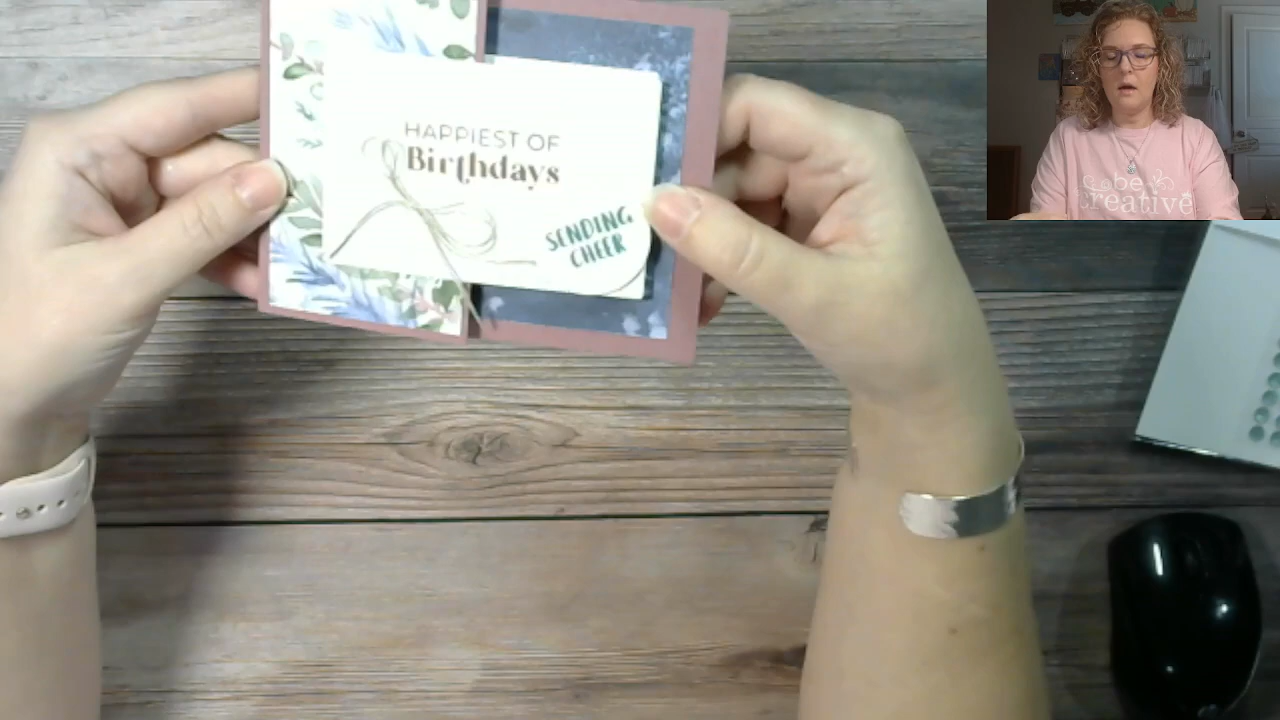 HAPPIEST OF
Birthdays
SENDING
CHEER
be
creative